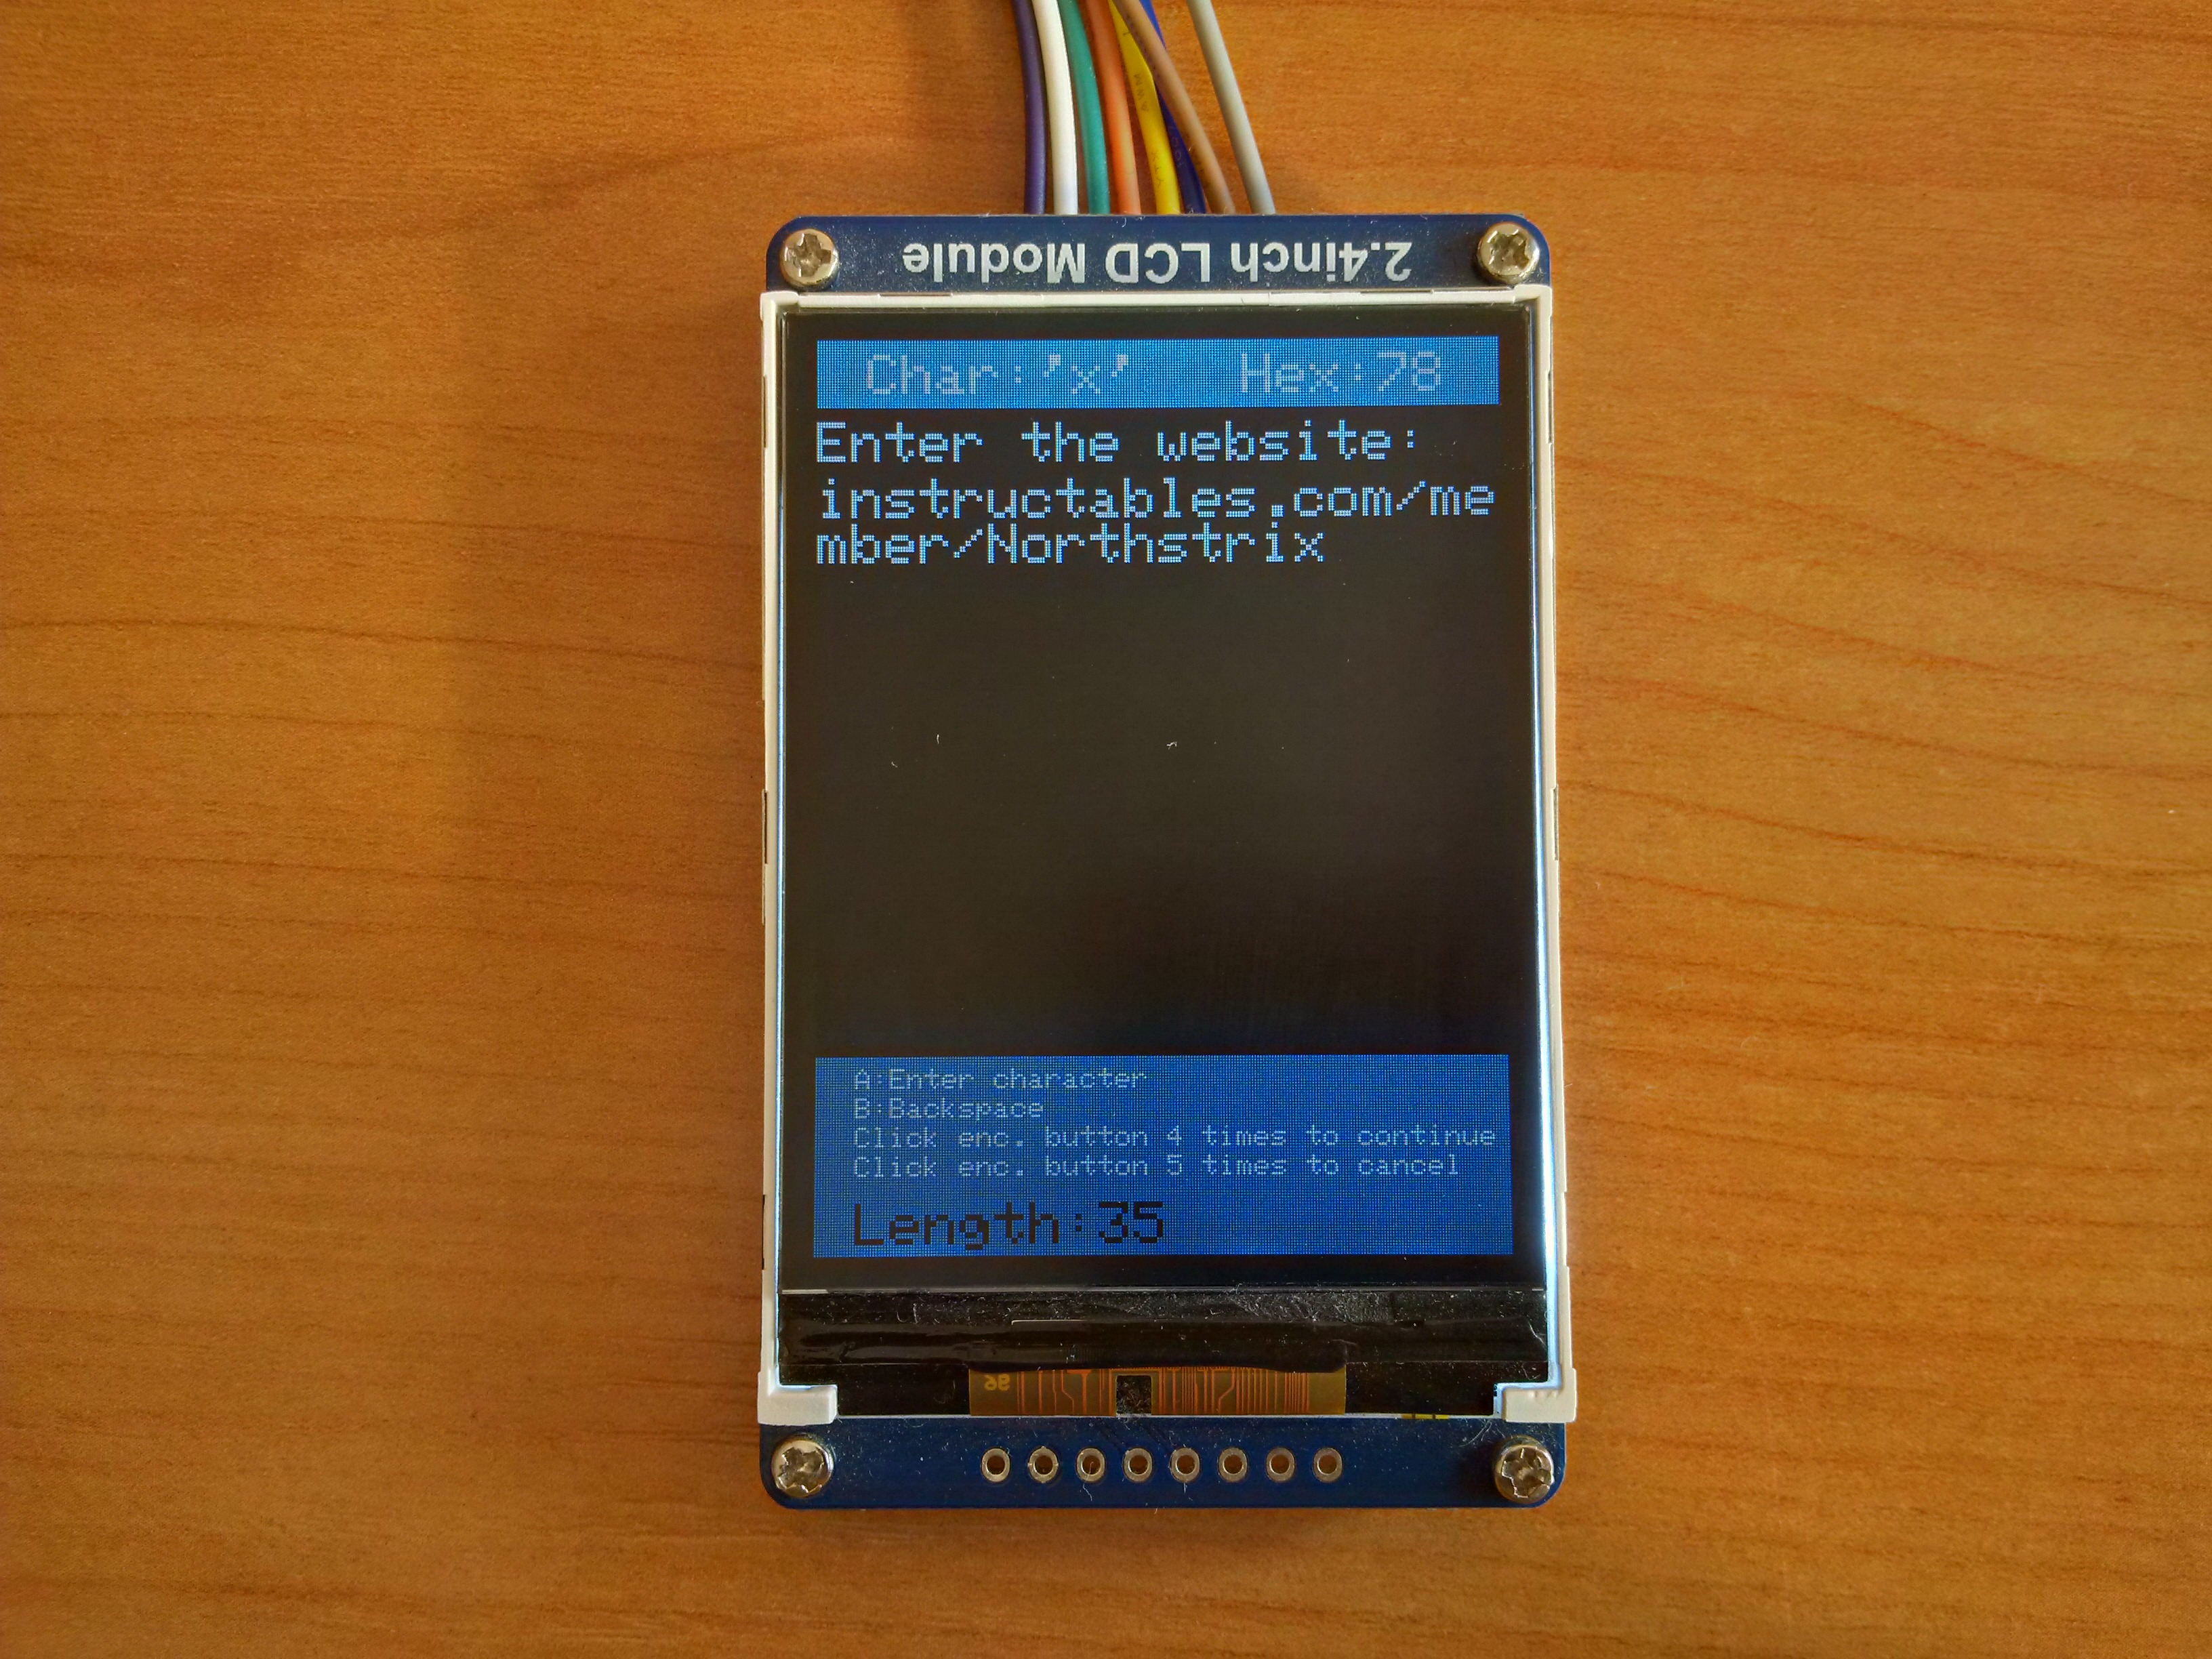 2.4inch LCD Module
Char:'x' Hex:78
Enter the website:
instructables.com/me
mber/Northstrix
A:Enter character
B:Backspace
Click enc. button 4 times to continue
Click enc. button 5 times to cancel
Length:35